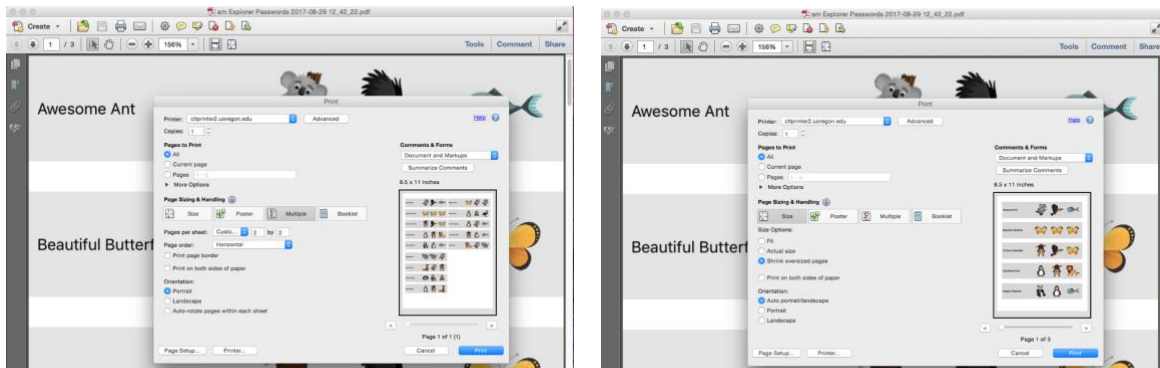 am Explorer Passwords 2017-08-29 12_42_22.pdf
Create
1 / 3
156%
Tools Comment Share
Awesome Ant
Beautiful Butterf
Print
Printer: cltlprinter2.uoregon.edu Advanced Help
Copies: 1
Pages to Print
All
Current page
Pages
More Options
Comments & Forms
Document and Markups
Summarize Comments
8.5 x 11 Inches
Page Sizing & Handling
Size Poster Multiple Booklet
Pages per sheet: Custo... 2 by 2
Page order: Horizontal
Print page border
Print on both sides of paper
Orientation:
Portrait
Landscape
Auto-rotate pages within each sheet
Page 1 of 1 (1)
Page Setup... Printer... Cancel Print
am Explorer Passwords 2017-08-29 12_42_22.pdf
Create
1 / 3
156%
Tools Comment Share
Awesome Ant
Beautiful Butterf
Print
Printer: cltlprinter2.uoregon.edu Advanced Help
Copies: 1
Pages to Print
All
Current page
Pages
More Options
Comments & Forms
Document and Markups
Summarize Comments
8.5 x 11 Inches
Page Sizing & Handling
Size Poster Multiple Booklet
Size Options:
Fit
Actual size
Shrink oversized pages
Print on both sides of paper
Orientation:
Auto portrait/landscape
Portrait
Landscape
Page 1 of 3
Page Setup... Printer... Cancel Print